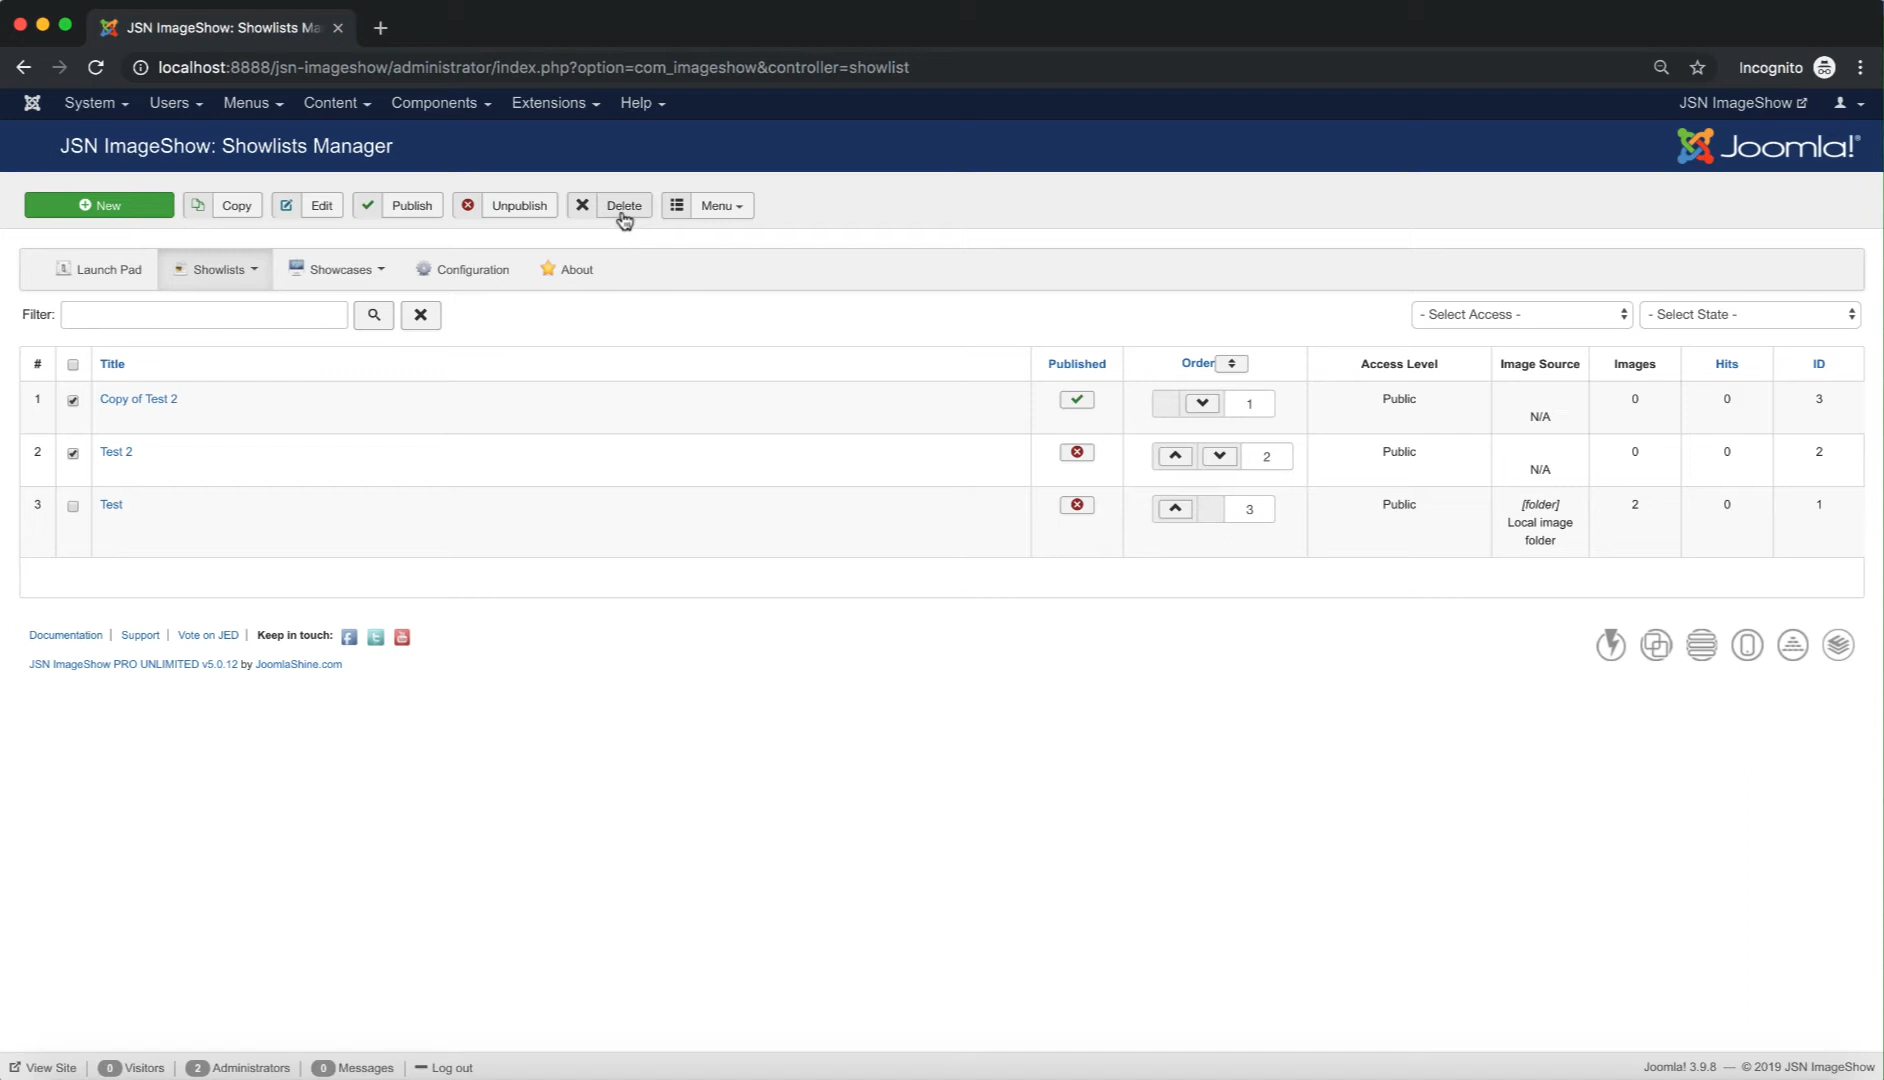 JSN ImageShow: Showlists Ma
localhost:8888/jsn-imageshow/administrator/index.php?option=com_imageshow&controller=showlist
Incognito
System Users Menus Content Components Extensions Help
JSN ImageShow
JSN ImageShow: Showlists Manager
Joomla!®
New Copy Edit Publish Unpublish Delete Menu
Launch Pad Showlists Showcases Configuration About
Filter:
- Select Access - - Select State -
# Title Published Order Access Level Image Source Images Hits ID
1 Copy of Test 2 1 Public N/A 0 0 3
2 Test 2 2 Public N/A 0 0 2
3 Test 3 Public [folder] 2 0 1
Local image
folder
Documentation | Support | Vote on JED | Keep in touch:
JSN ImageShow PRO UNLIMITED v5.0.12 by JoomlaShine.com
View Site | 0 Visitors | 2 Administrators | 0 Messages | Log out
Joomla! 3.9.8 — © 2019 JSN ImageShow